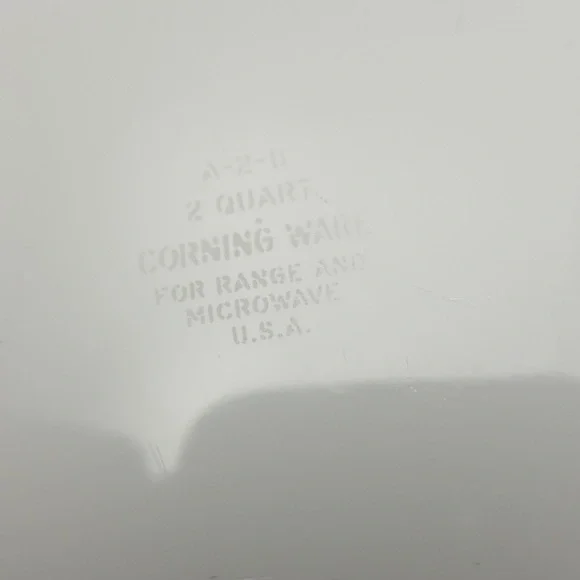 A-2-B
2 QUART
CORNING WARE
FOR RANGE AND
MICROWAVE
U.S.A.